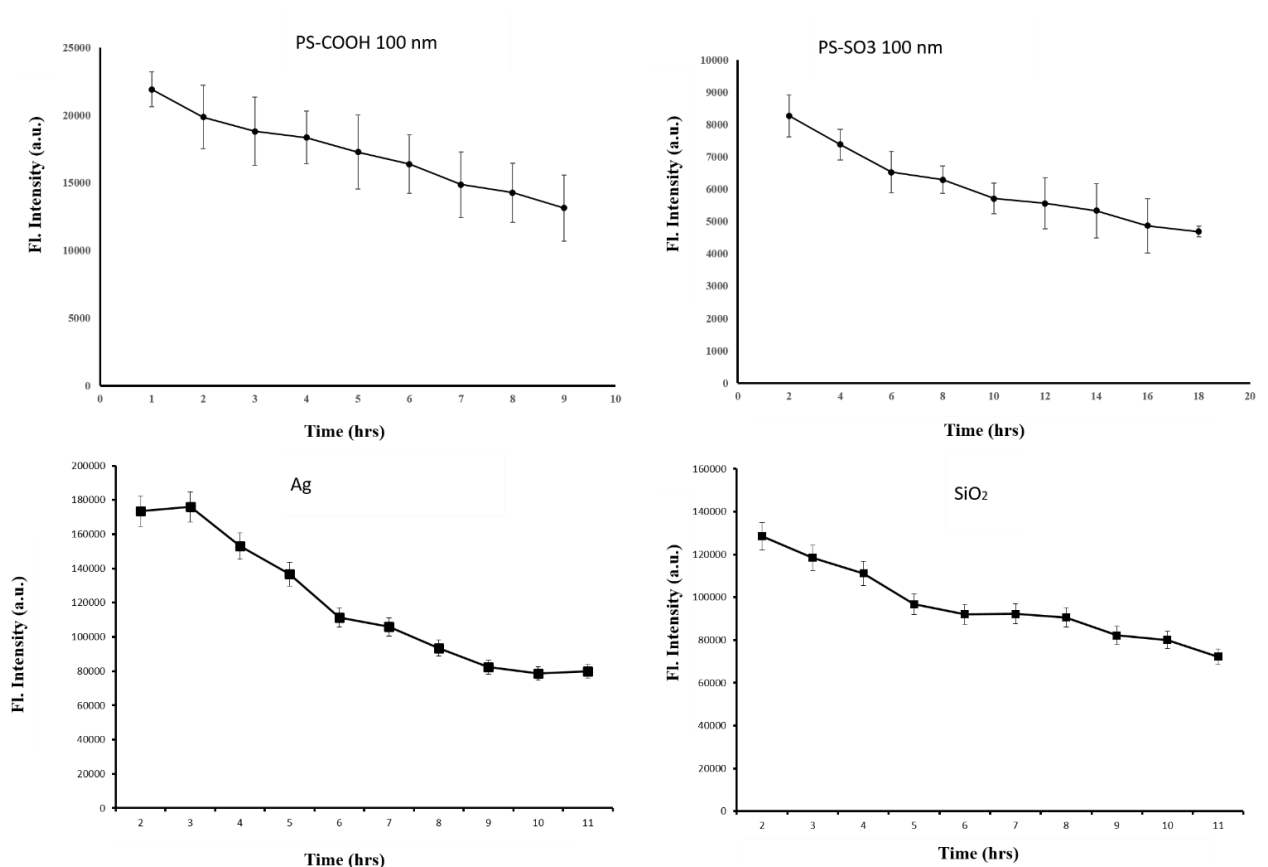 PS-COOH 100 nm
25000
20000
15000
10000
5000
0
Fl. Intensity (a.u.)
0 1 2 3 4 5 6 7 8 9 10
Time (hrs)
PS-SO3 100 nm
10000
9000
8000
7000
6000
5000
4000
3000
2000
1000
0
Fl. Intensity (a.u.)
0 2 4 6 8 10 12 14 16 18 20
Time (hrs)
Ag
200000
180000
160000
140000
120000
100000
80000
60000
40000
20000
0
Fl. Intensity (a.u.)
2 3 4 5 6 7 8 9 10 11
Time (hrs)
SiO₂
160000
140000
120000
100000
80000
60000
40000
20000
0
Fl. Intensity (a.u.)
2 3 4 5 6 7 8 9 10 11
Time (hrs)